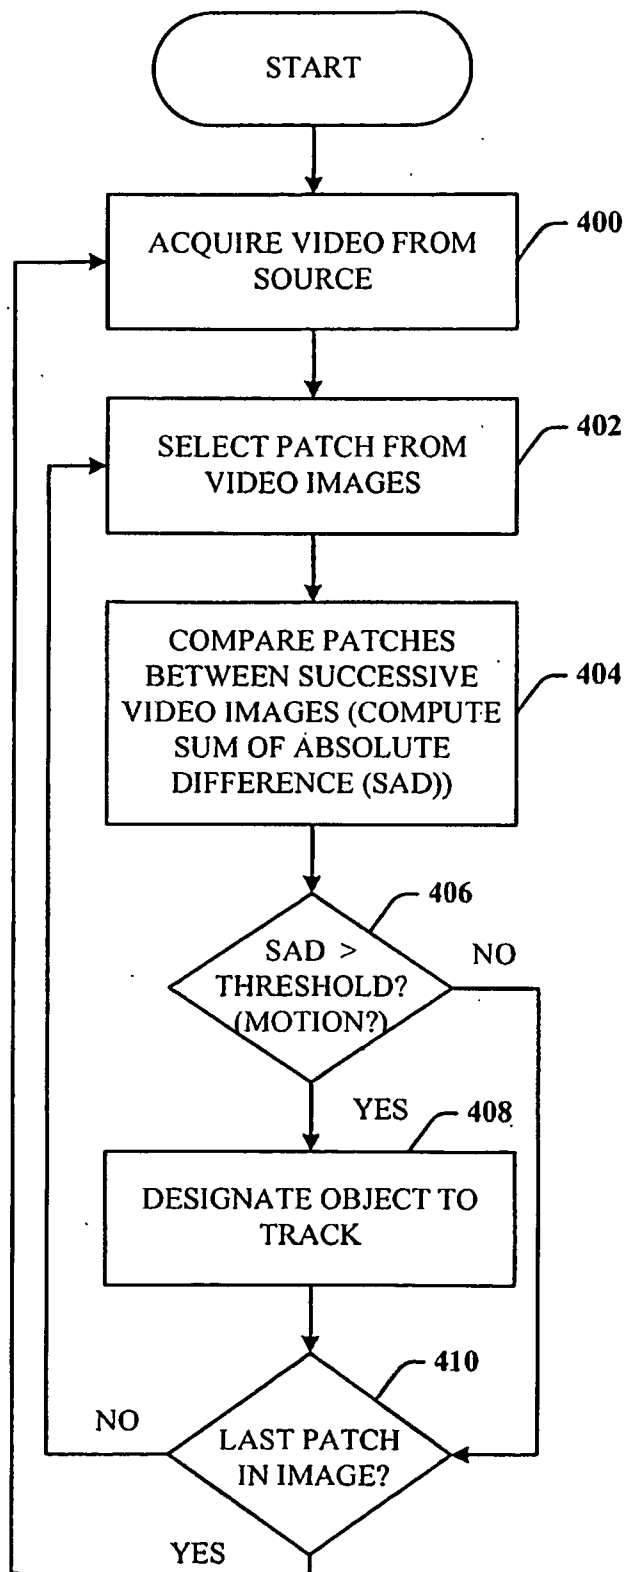 START
ACQUIRE VIDEO FROM
SOURCE
400
SELECT PATCH FROM
VIDEO IMAGES
402
COMPARE PATCHES
BETWEEN SUCCESSIVE
VIDEO IMAGES (COMPUTE
SUM OF ABSOLUTE
DIFFERENCE (SAD))
404
406
SAD >
THRESHOLD?
(MOTION?)
NO
YES
408
DESIGNATE OBJECT TO
TRACK
410
NO
LAST PATCH
IN IMAGE?
YES